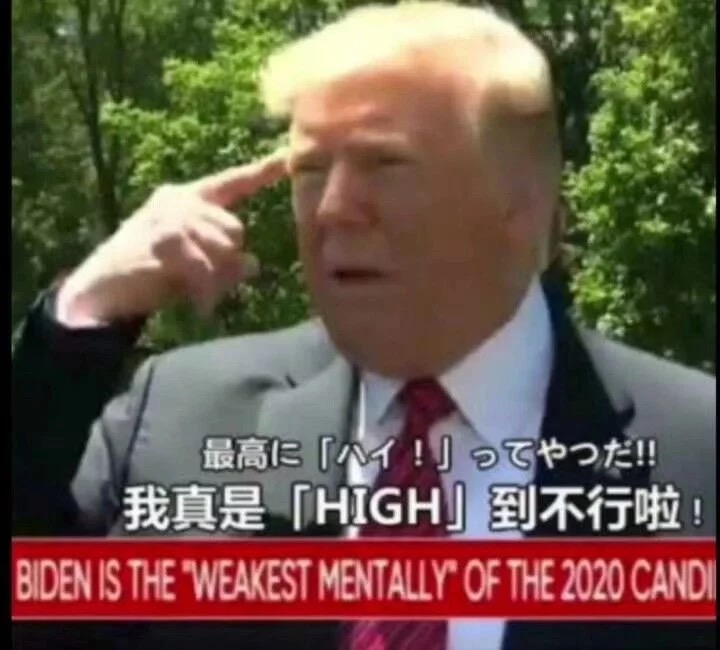 最高に「ハイ！」ってやつだ!!
我真是「HIGH」到不行啦！
BIDEN IS THE "WEAKEST MENTALLY" OF THE 2020 CANDI